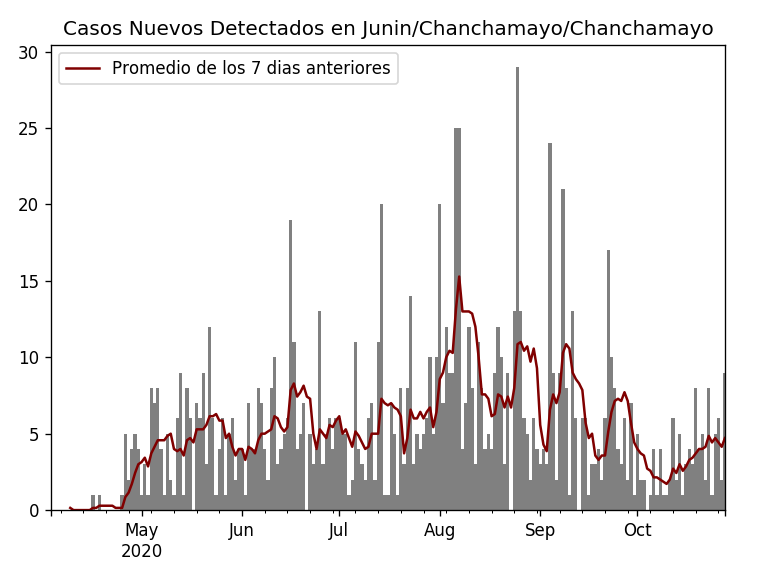 Casos Nuevos Detectados en Junin/Chanchamayo/Chanchamayo
Promedio de los 7 dias anteriores
30
25
20
15
10
5
0
May Jun Jul Aug Sep Oct
2020